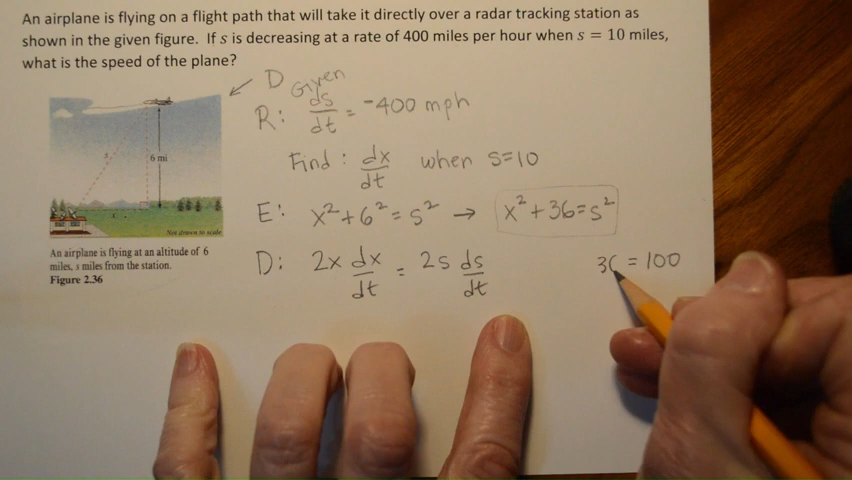 An airplane is flying on a flight path that will take it directly over a radar tracking station as
shown in the given figure. If s is decreasing at a rate of 400 miles per hour when s = 10 miles,
what is the speed of the plane?
D
Given
R: ds/dt = -400 mph
Find: dx/dt when s=10
E: x²+6²=s² → x²+36=s²
D: 2x dx/dt = 2s ds/dt
36 = 100
s
6 mi
x
Not drawn to scale
An airplane is flying at an altitude of 6
miles, s miles from the station.
Figure 2.36